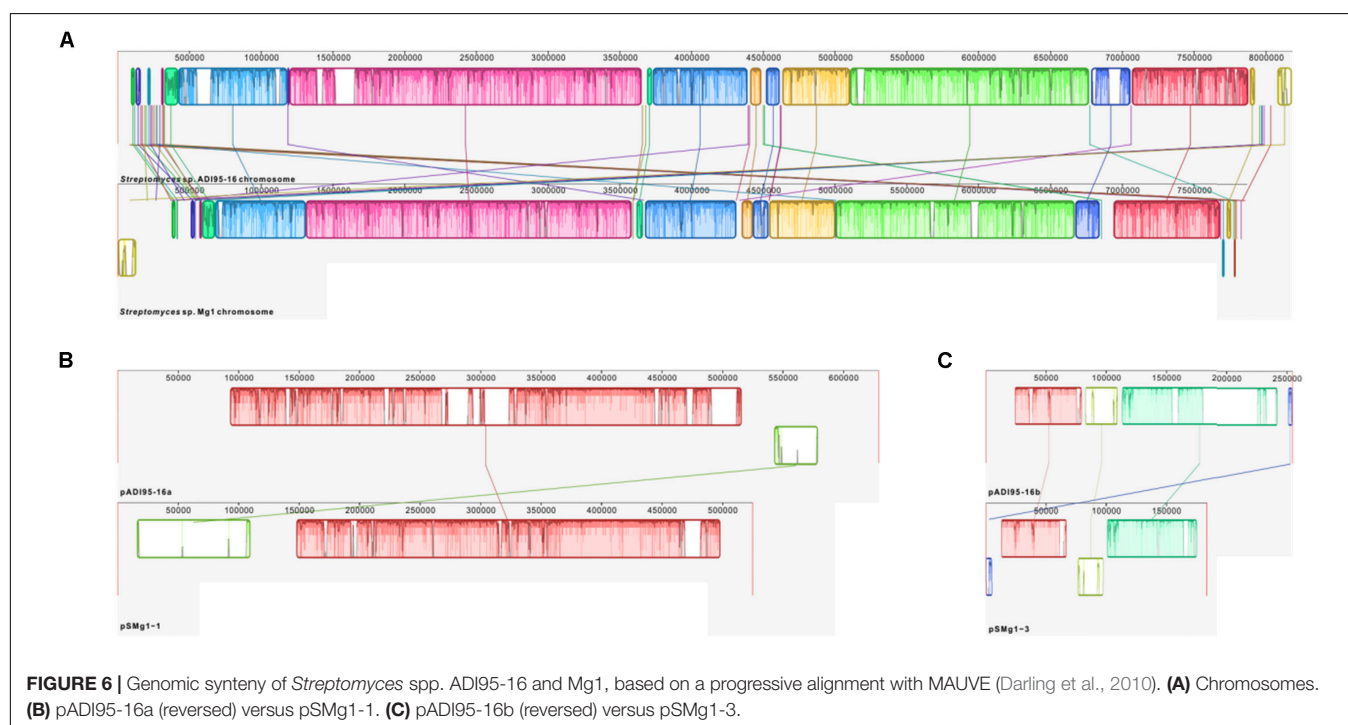 A
500000 1000000 1500000 2000000 2500000 3000000 3500000 4000000 4500000 5000000 5500000 6000000 6500000 7000000 7500000 8000000
Streptomyces sp. ADI95-16 chromosome
500000 1000000 1500000 2000000 2500000 3000000 3500000 4000000 4500000 5000000 5500000 6000000 6500000 7000000 7500000
Streptomyces sp. Mg1 chromosome
B
50000 100000 150000 200000 250000 300000 350000 400000 450000 500000 550000 600000
pADI95-16a
50000 100000 150000 200000 250000 300000 350000 400000 450000 500000
pSMg1-1
C
50000 100000 150000 200000 250000
pADI95-16b
50000 100000 150000
pSMg1-3
FIGURE 6 | Genomic synteny of Streptomyces spp. ADI95-16 and Mg1, based on a progressive alignment with MAUVE (Darling et al., 2010). (A) Chromosomes.
(B) pADI95-16a (reversed) versus pSMg1-1. (C) pADI95-16b (reversed) versus pSMg1-3.